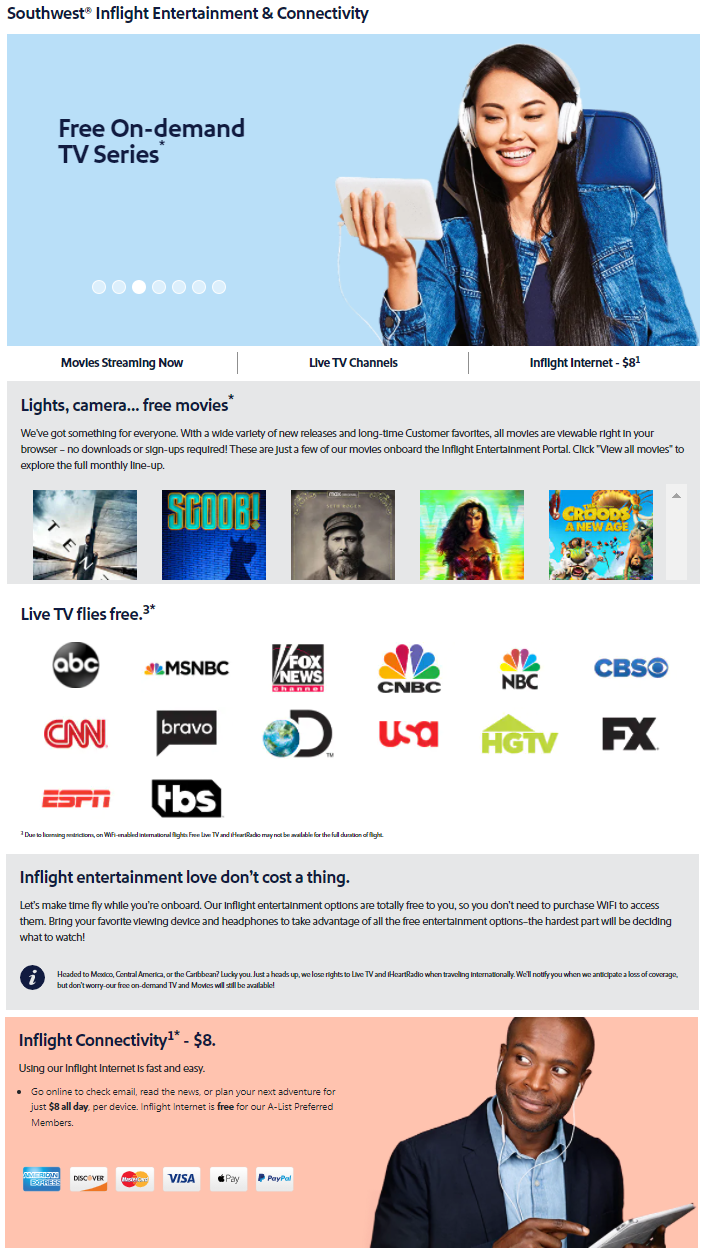 Southwest® Inflight Entertainment & Connectivity
Free On-demand
TV Series*
Movies Streaming Now
Live TV Channels
Inflight Internet - $8¹
Lights, camera... free movies*
We've got something for everyone. With a wide variety of new releases and long-time Customer favorites, all movies are viewable right in your
browser – no downloads or sign-ups required! These are just a few of our movies onboard the Inflight Entertainment Portal. Click "View all movies" to
explore the full monthly line-up.
TEN
SCOOB!
max originals
SETH ROGEN
WW
THE CROODS
A NEW AGE
Live TV flies free.³*
abc
MSNBC
FOX
NEWS
channel
CNBC
NBC
CBS
CNN
bravo
D
TM
usa
HGTV
FX
ESPN
tbs
³ Due to licensing restrictions, on WiFi-enabled international flights Free Live TV and iHeartRadio may not be available for the full duration of flight.
Inflight entertainment love don't cost a thing.
Let's make time fly while you're onboard. Our inflight entertainment options are totally free to you, so you don't need to purchase WiFi to access
them. Bring your favorite viewing device and headphones to take advantage of all the free entertainment options–the hardest part will be deciding
what to watch!
i
Headed to Mexico, Central America, or the Caribbean? Lucky you. Just a heads up, we lose rights to Live TV and iHeartRadio when traveling internationally. We'll notify you when we anticipate a loss of coverage,
but don't worry-our free on-demand TV and Movies will still be available!
Inflight Connectivity¹* - $8.
Using our Inflight Internet is fast and easy.
• Go online to check email, read the news, or plan your next adventure for
just $8 all day, per device. Inflight Internet is free for our A-List Preferred
Members.
AMERICAN
EXPRESS
DISCOVER
MasterCard
VISA
Pay
PayPal